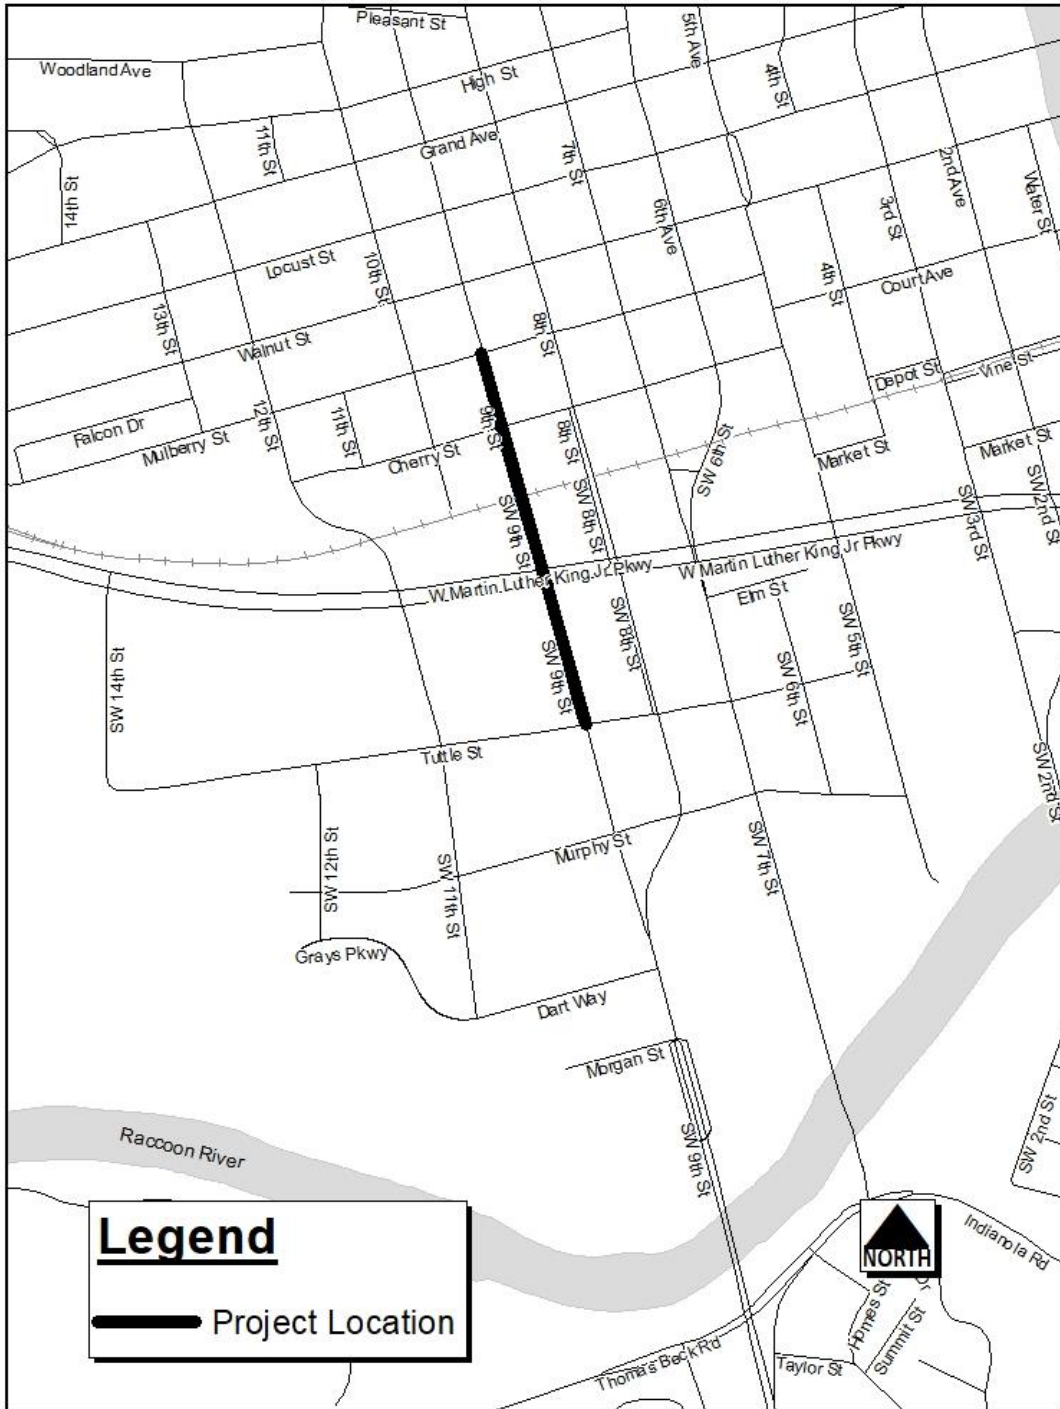 Pleasant St
5th Ave
Woodland Ave
High St
4th St
11th St
Grand Ave
7th St
2nd Ave
14th St
Water St
6th Ave
3rd St
Locust St
10th St
4th St
Court Ave
13th St
8th St
Walnut St
Depot St
Vine St
12th St
11th St
9th St
Falcon Dr
Mulberry St
8th St
Cherry St
SW 6th St
Market St
Market St
SW 9th St
SW 8th St
SW 3rd St
SW 2nd St
W Martin Luther King Jr Pkwy
W Martin Luther King Jr Pkwy
Elm St
SW 8th St
SW 5th St
SW 14th St
SW 9th St
SW 6th St
Tuttle St
SW 2nd St
Murphy St
SW 7th St
SW 12th St
SW 11th St
Grays Pkwy
Dart Way
Morgan St
SW 2nd St
Raccoon River
SW 9th St
Indianola Rd
Legend
NORTH
Dr
Project Location
Homes St
Summit St
Thomas Beck Rd
Taylor St